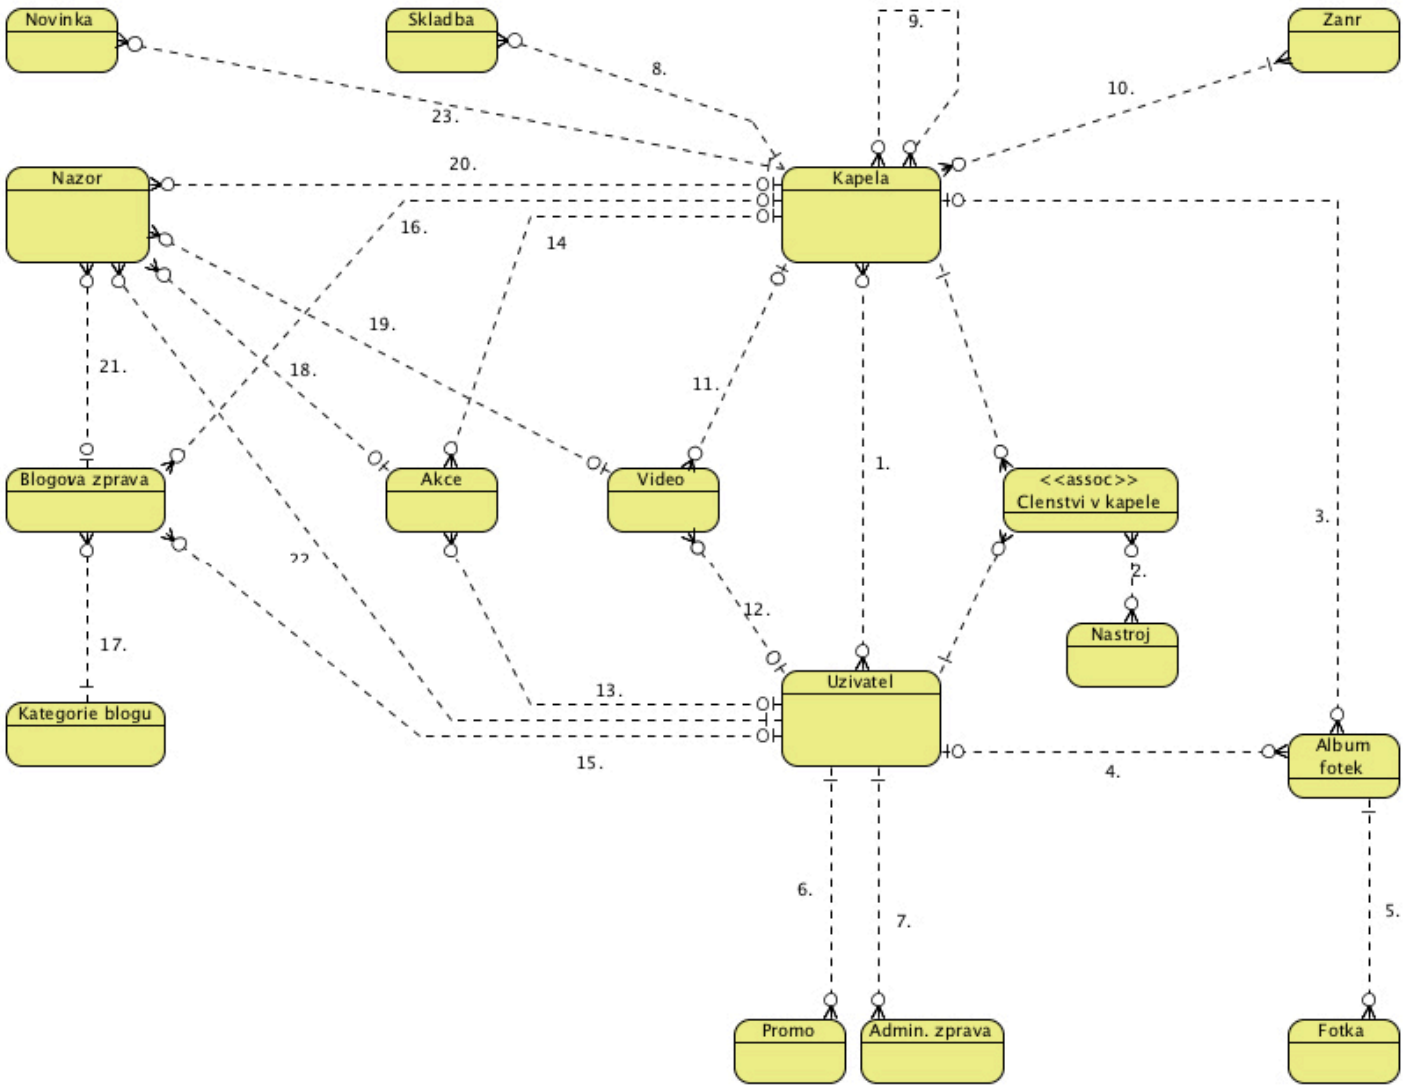 Novinka
Skladba
9.
Zanr
8.
10.
23.
20.
Nazor
Kapela
16.
14
19.
21.
18.
11.
1.
Blogova zprava
Akce
Video
<<assoc>>
Clenstvi v kapele
3.
22
2.
12.
17.
Nastroj
13.
Uzivatel
Kategorie blogu
15.
4.
Album
fotek
6.
7.
5.
Promo
Admin. zprava
Fotka